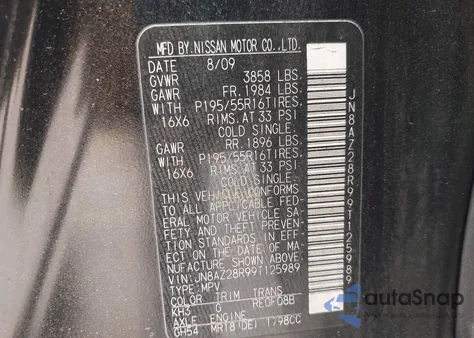 MFD BY NISSAN MOTOR CO., LTD.
DATE 8/09
GVWR 3858 LBS.
GAWR FR. 1984 LBS.
WITH P195/55R16TIRES.
16X6 RIMS, AT 33 PSI
COLD SINGLE.
GAWR RR. 1896 LBS.
WITH P195/55R16TIRES.
16X6 RIMS, AT 33 PSI
COLD SINGLE.
THIS VEHICLE CONFORMS
TO ALL APPLICABLE FED-
ERAL MOTOR VEHICLE SA-
FETY AND THEFT PREVENTION
STANDARDS IN EFF-
ECT ON THE DATE OF MA-
NUFACTURE SHOWN ABOVE.
VIN:JN8AZ28R99T125989
TYPE:MPV
COLOR TRIM TRANS
KH3 G RE0F08B
AXLE ENGINE
GH54 MR18(DE) 1798CC
JN8AZ28R99T125989
autoSnap